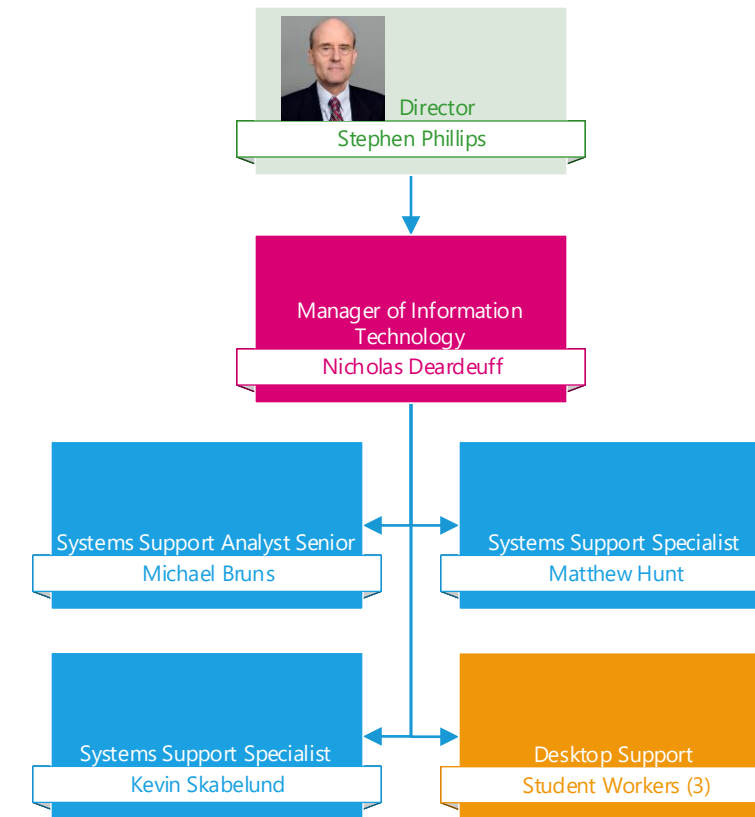 Director
Stephen Phillips
Manager of Information
Technology
Nicholas Deardeuff
Systems Support Analyst Senior
Michael Bruns
Systems Support Specialist
Matthew Hunt
Systems Support Specialist
Kevin Skabelund
Desktop Support
Student Workers (3)